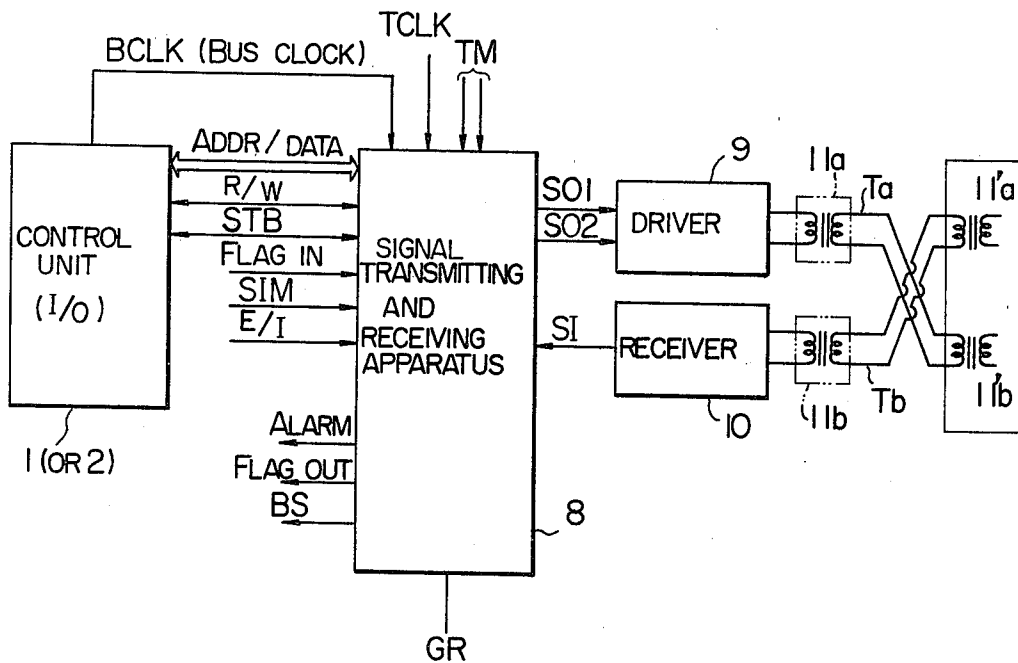 TCLK
BCLK (BUS CLOCK)
TM
ADDR/DATA
R/W
STB
FLAG IN
SIM
E/I
CONTROL
UNIT
(I/O)
SIGNAL
TRANSMITTING
AND
RECEIVING
APPARATUS
SO1
SO2
9
DRIVER
11a
Ta
11'a
SI
RECEIVER
10
11b
Tb
11'b
1 (OR 2)
ALARM
FLAG OUT
BS
8
GR